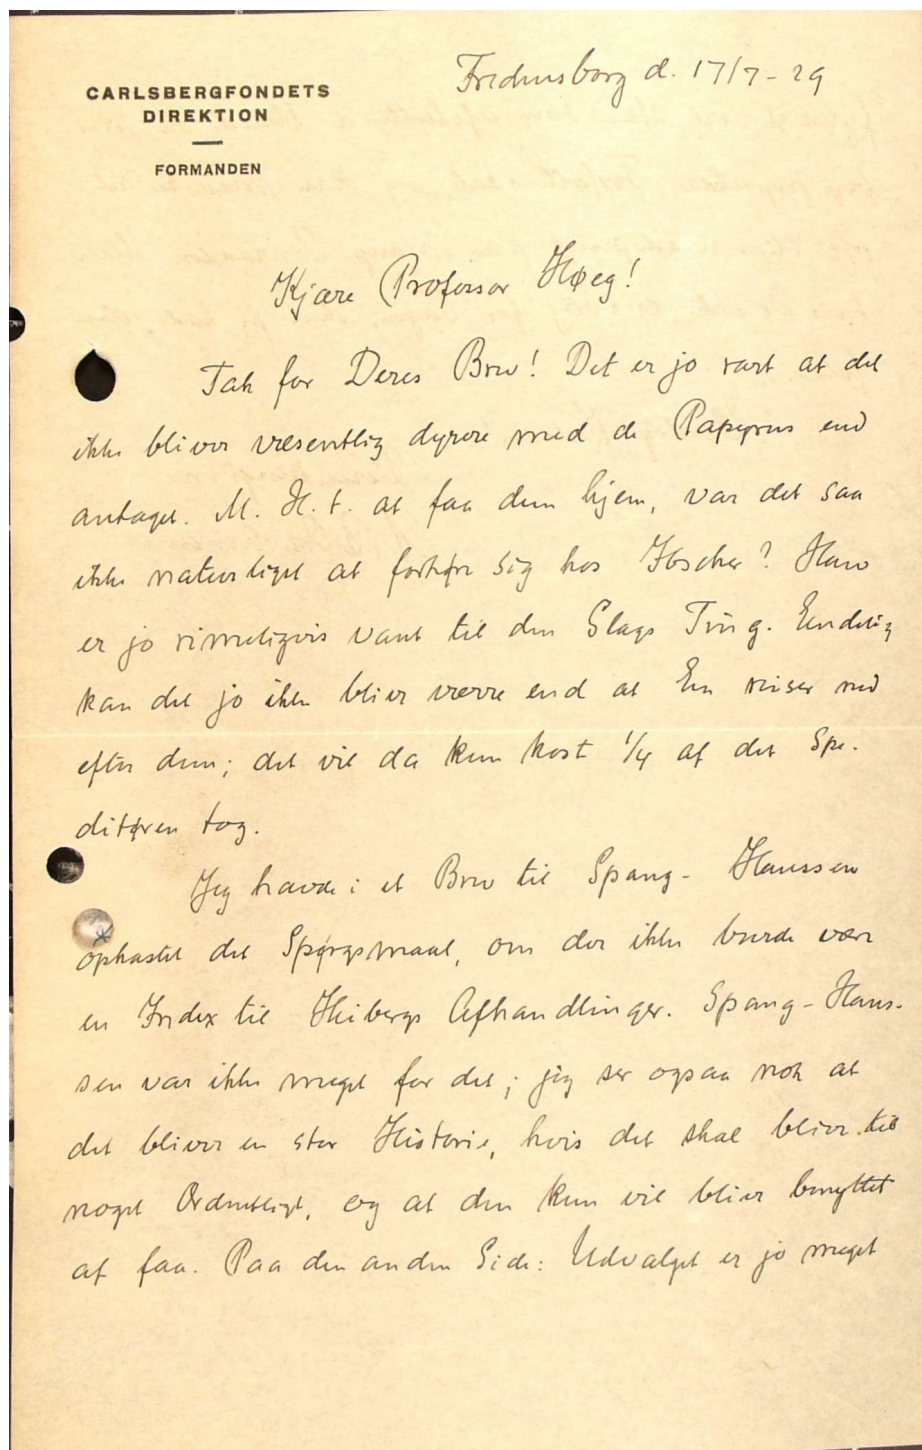 CARLSBERGFONDETS
DIREKTION
FORMANDEN
Fredensborg d. 17/7-29
Kjære Professor Høeg!
Tak for Deres Brev! Det er jo rart at det
ikke bliver væsentlig dyrere med de Papyrus end
antaget. M. H. t. at faa dem hjem, var det saa
ikke naturligst at forhøre sig hos Ibscher? Han
er jo rimeligvis vant til den Slags Ting. Endelig
kan det jo ikke blive værre end at En reiser ned
efter dem; det vil da kun koste 1/4 af det Spe-
ditøren tog.
Jeg havde i et Brev til Spang-Hanssen
opkastet det Spørgsmaal, om der ikke burde være
en Index til Heibergs Afhandlinger. Spang-Hans-
sen var ikke meget for det; jeg ser ogsaa nok at
det bliver en stor Historie, hvis det skal blive til
noget Ordentligt, og at den kun vil blive benyttet
af faa. Paa den anden Side: Udvalget er jo meget